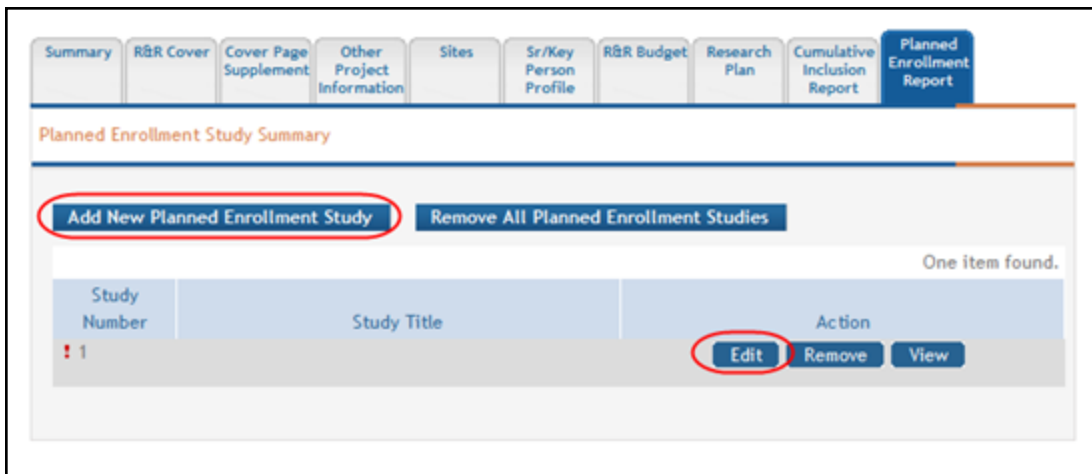 Summary
R&R Cover
Cover Page
Supplement
Other
Project
Information
Sites
Sr/Key
Person
Profile
R&R Budget
Research
Plan
Cumulative
Inclusion
Report
Planned
Enrollment
Report
Planned Enrollment Study Summary
Add New Planned Enrollment Study
Remove All Planned Enrollment Studies
One item found.
Study
Number
Study Title
Action
! 1
Edit
Remove
View